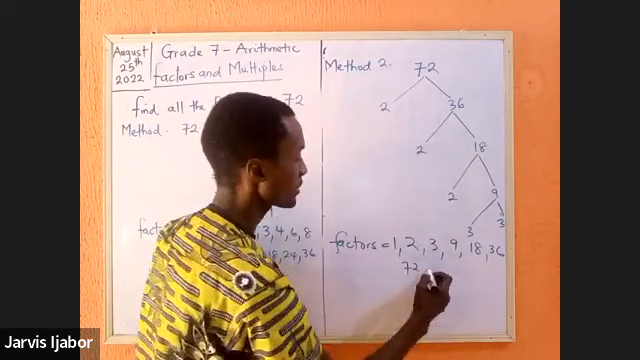 August
25th
2022
Grade 7 - Arithmetic
factors and Multiples
find all the
72
Method 1. 72
3, 4, 6, 8
18, 24, 36
Method 2.
72
2 36
2 18
2 9
3 3
factors = 1, 2, 3, 9, 18, 36
72
Jarvis Ijabor